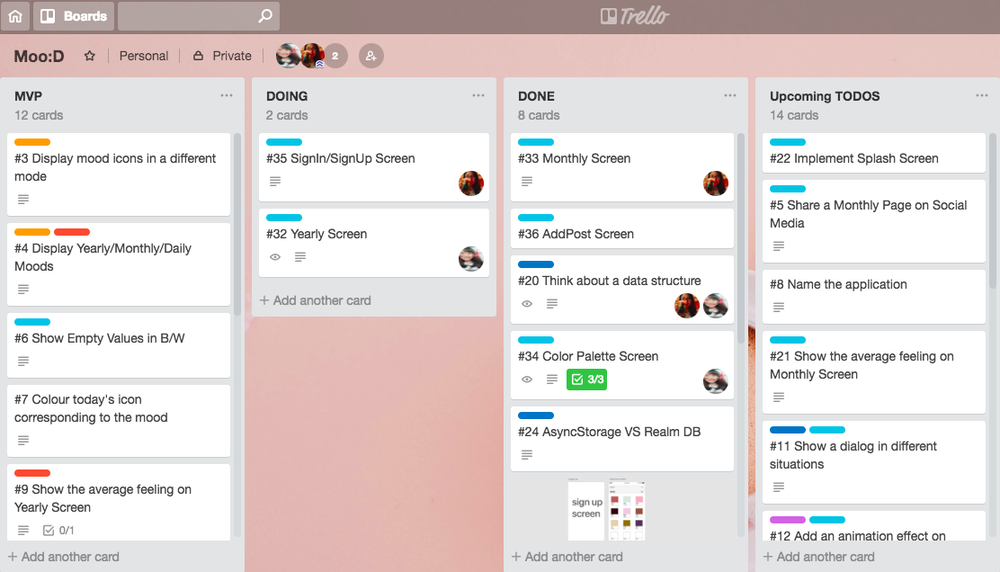 Boards
Trello
Moo:D
Personal
Private
2
MVP
12 cards
#3 Display mood icons in a different
mode
#4 Display Yearly/Monthly/Daily
Moods
#6 Show Empty Values in B/W
#7 Colour today's icon
corresponding to the mood
#9 Show the average feeling on
Yearly Screen
0/1
+ Add another card
DOING
2 cards
#35 SignIn/SignUp Screen
#32 Yearly Screen
+ Add another card
DONE
8 cards
#33 Monthly Screen
#36 AddPost Screen
#20 Think about a data structure
#34 Color Palette Screen
3/3
#24 AsyncStorage VS Realm DB
sign up
screen
+ Add another card
Upcoming TODOS
14 cards
#22 Implement Splash Screen
#5 Share a Monthly Page on Social
Media
#8 Name the application
#21 Show the average feeling on
Monthly Screen
#11 Show a dialog in different
situations
#12 Add an animation effect on
+ Add another card